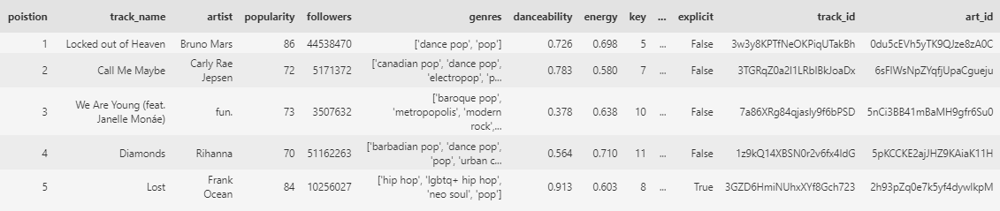 poistion track_name artist popularity followers genres danceability energy key ... explicit track_id art_id
1 Locked out of Heaven Bruno Mars 86 44538470 ['dance pop', 'pop'] 0.726 0.698 5 ... False 3w3y8KPTfNeOKPiqUTakBh 0du5cEVh5yTK9QJze8zA0C
2 Call Me Maybe Carly Rae
Jepsen 72 5171372 ['canadian pop', 'dance pop',
'electropop', 'p... 0.783 0.580 7 ... False 3TGRqZ0a2l1LRblBkJoaDx 6sFIWsNpZYqfjUpaCgueju
3 We Are Young (feat.
Janelle Monáe) fun. 73 3507632 ['baroque pop',
'metropopolis', 'modern
rock',... 0.378 0.638 10 ... False 7a86XRg84qjasly9f6bPSD 5nCi3BB41mBaMH9gfr6Su0
4 Diamonds Rihanna 70 51162263 ['barbadian pop', 'dance pop',
'pop', 'urban c... 0.564 0.710 11 ... False 1z9kQ14XBSN0r2v6fx4IdG 5pKCCKE2ajJHZ9KAiaK11H
5 Lost Frank
Ocean 84 10256027 ['hip hop', 'lgbtq+ hip hop',
'neo soul', 'pop'] 0.913 0.603 8 ... True 3GZD6HmiNUhxXYf8Gch723 2h93pZq0e7k5yf4dywlkpM